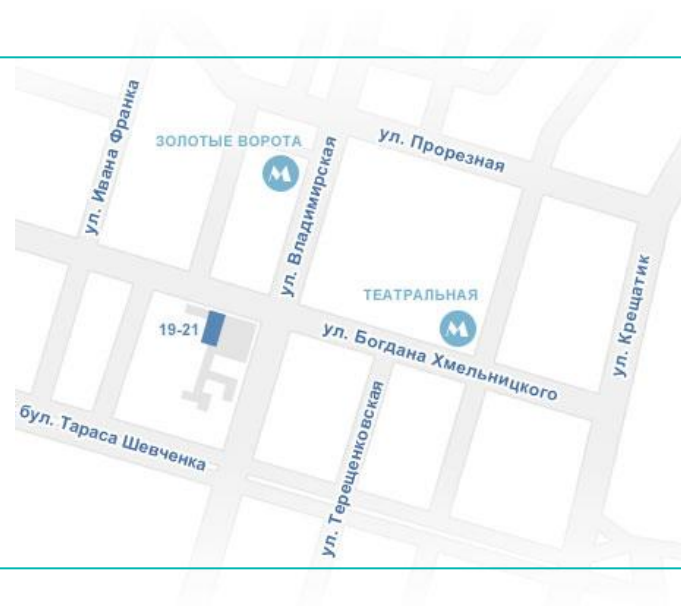 ул. Ивана Франка
ЗОЛОТЫЕ ВОРОТА
М
ул. Владимирская
ул. Прорезная
ТЕАТРАЛЬНАЯ
М
ул. Крещатик
19-21
ул. Богдана Хмельницкого
бул. Тараса Шевченка
ул. Терещенковская